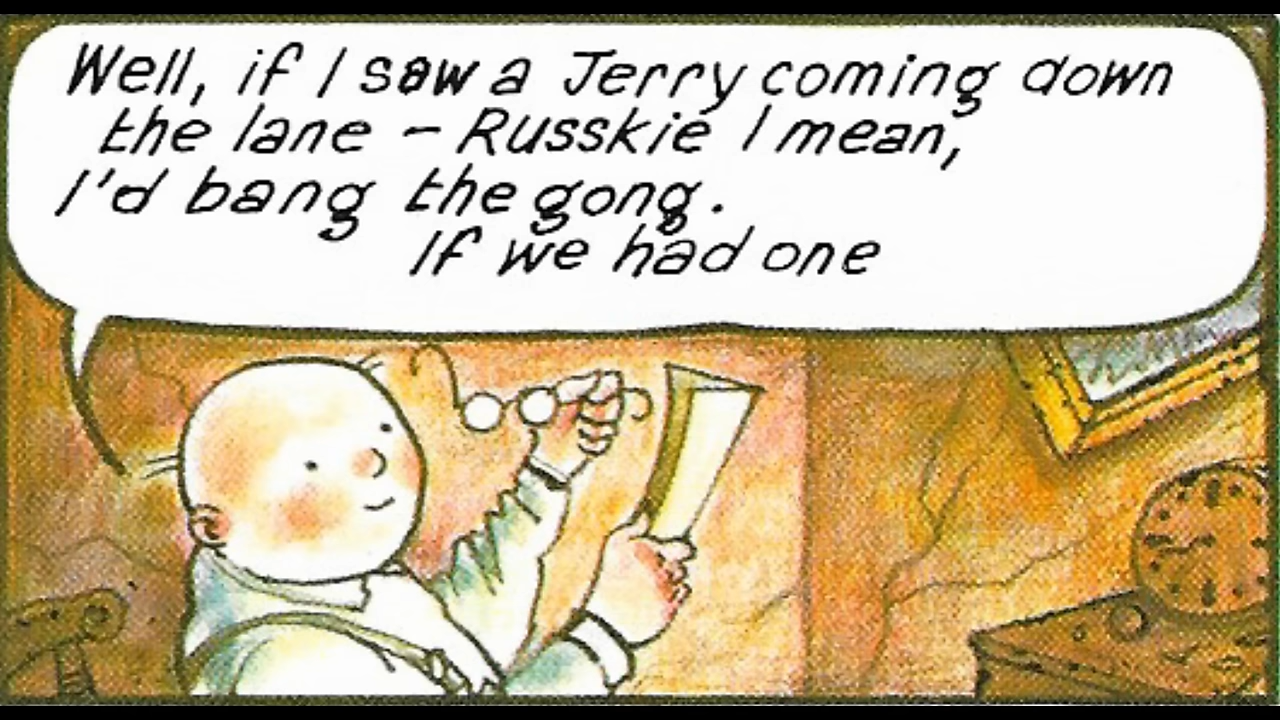 Well, if I saw a Jerry coming down
the lane – Russkie I mean,
I'd bang the gong.
If we had one